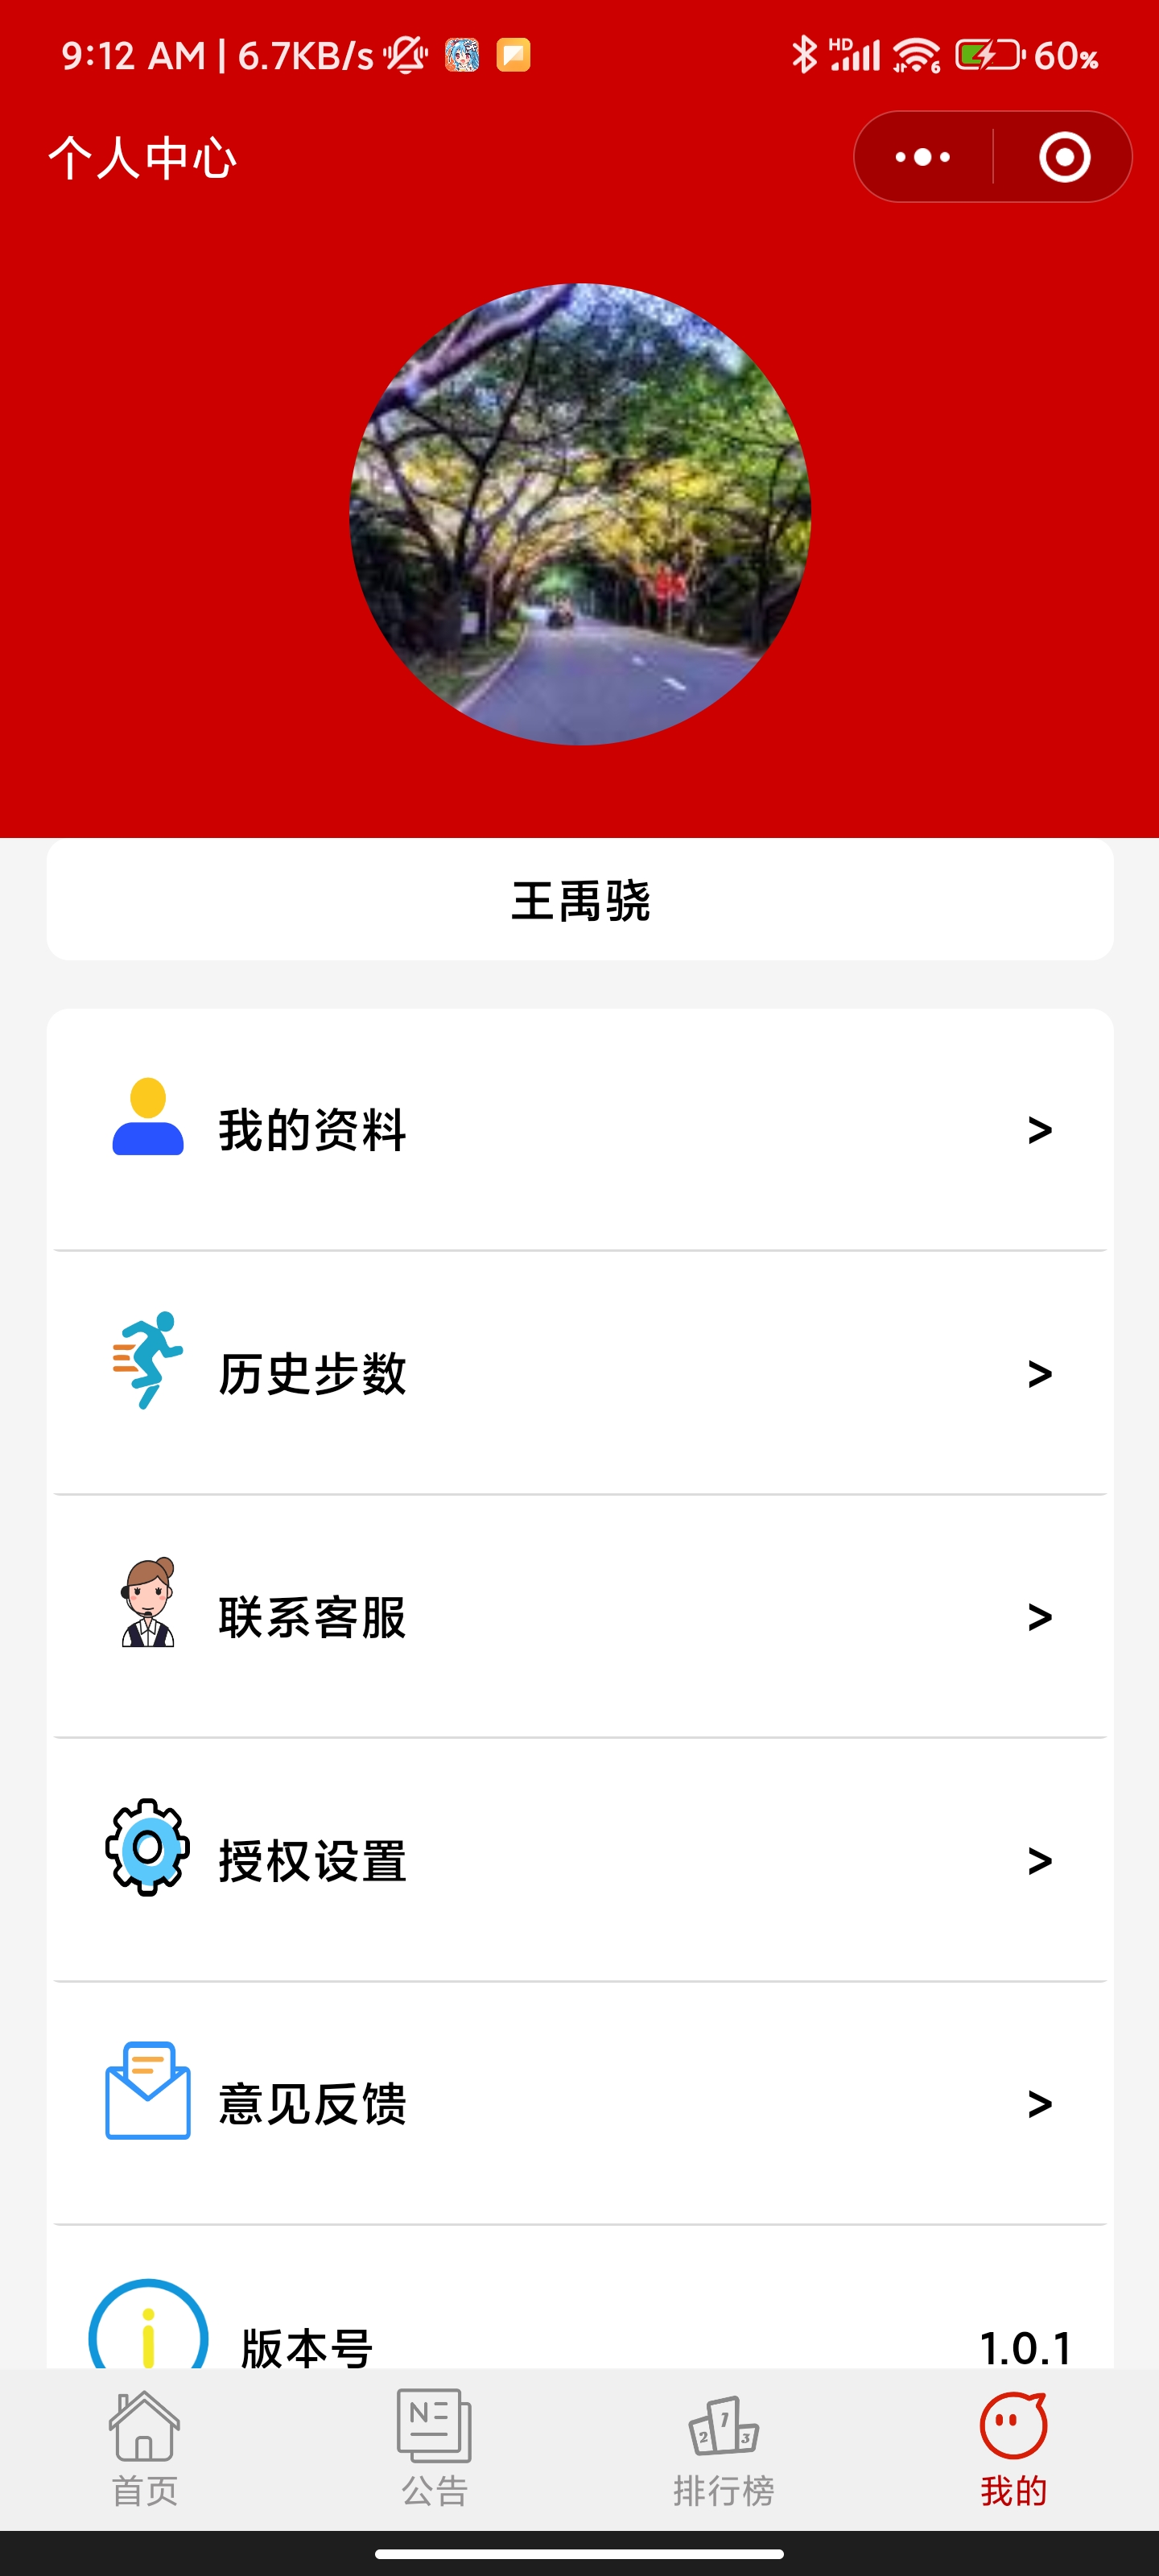 9:12 AM | 6.7KB/s HD 6 60%
个人中心
王禹骁
我的资料 >
历史步数 >
联系客服 >
授权设置 >
意见反馈 >
版本号 1.0.1
首页 公告 排行榜 我的